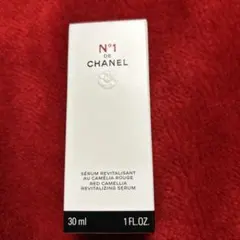 N°1
DE
CHANEL
SÉRUM REVITALISANT
AU CAMÉLIA ROUGE
RED CAMELLIA
REVITALIZING SERUM
30 ml 1 FL.OZ.